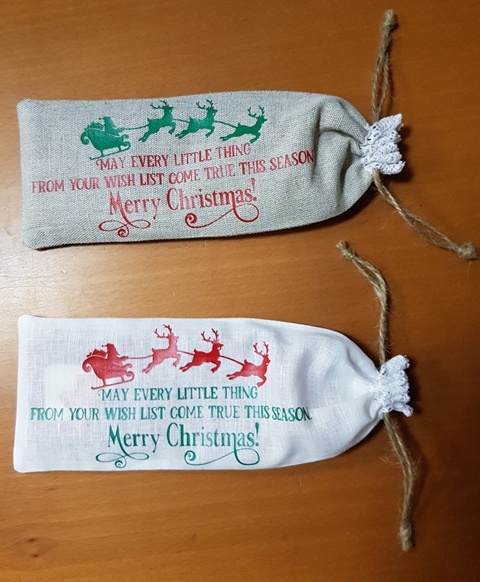 MAY EVERY LITTLE THING
FROM YOUR WISH LIST COME TRUE THIS SEASON
Merry Christmas!
MAY EVERY LITTLE THING
FROM YOUR WISH LIST COME TRUE THIS SEASON
Merry Christmas!